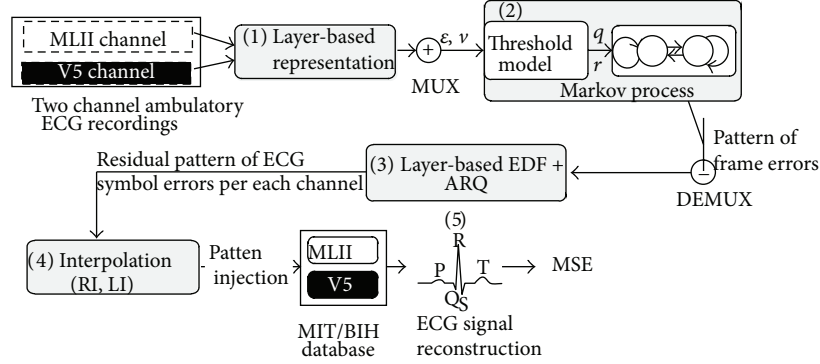 MLII channel
V5 channel
Two channel ambulatory
ECG recordings
(1) Layer-based
representation
MUX
ε, ν
(2)
Threshold
model
q
r
Markov process
Pattern of
frame errors
DEMUX
(3) Layer-based EDF +
ARQ
Residual pattern of ECG
symbol errors per each channel
(4) Interpolation
(RI, LI)
Patten
injection
MLII
V5
MIT/BIH
database
(5)
R
P
T
Q
S
ECG signal
reconstruction
MSE